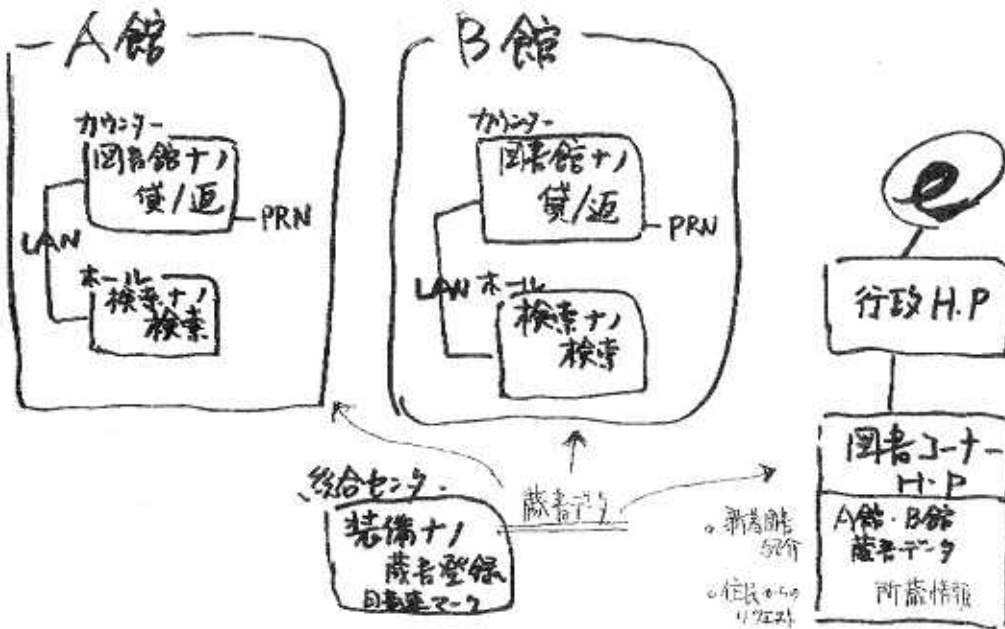 A館
カウンター
図書館ナノ
貸/返
PRN
LAN
ホール
検索ナノ
検索
B館
カウンター
図書館ナノ
貸/返
PRN
LAN
ホール
検索ナノ
検索
e
行政H.P
図書コーナー
H.P
A館・B館
蔵書データ
所蔵情報
総合センター
装備ナノ
蔵書登録
蔵書データ
。新着図書
紹介
。住民からの
リクエスト